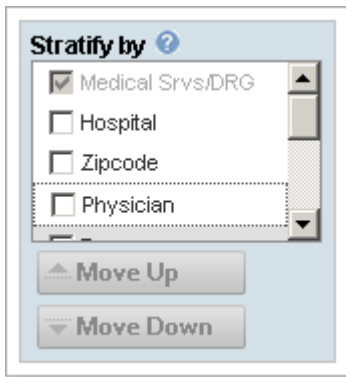 Stratify by ?
Medical Srvs/DRG
Hospital
Zipcode
Physician
Move Up
Move Down